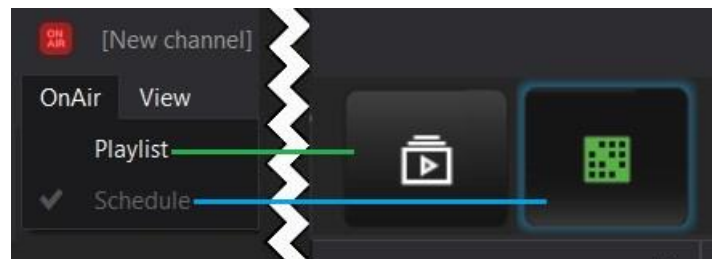 ON AIR
[New channel]
OnAir View
Playlist
Schedule